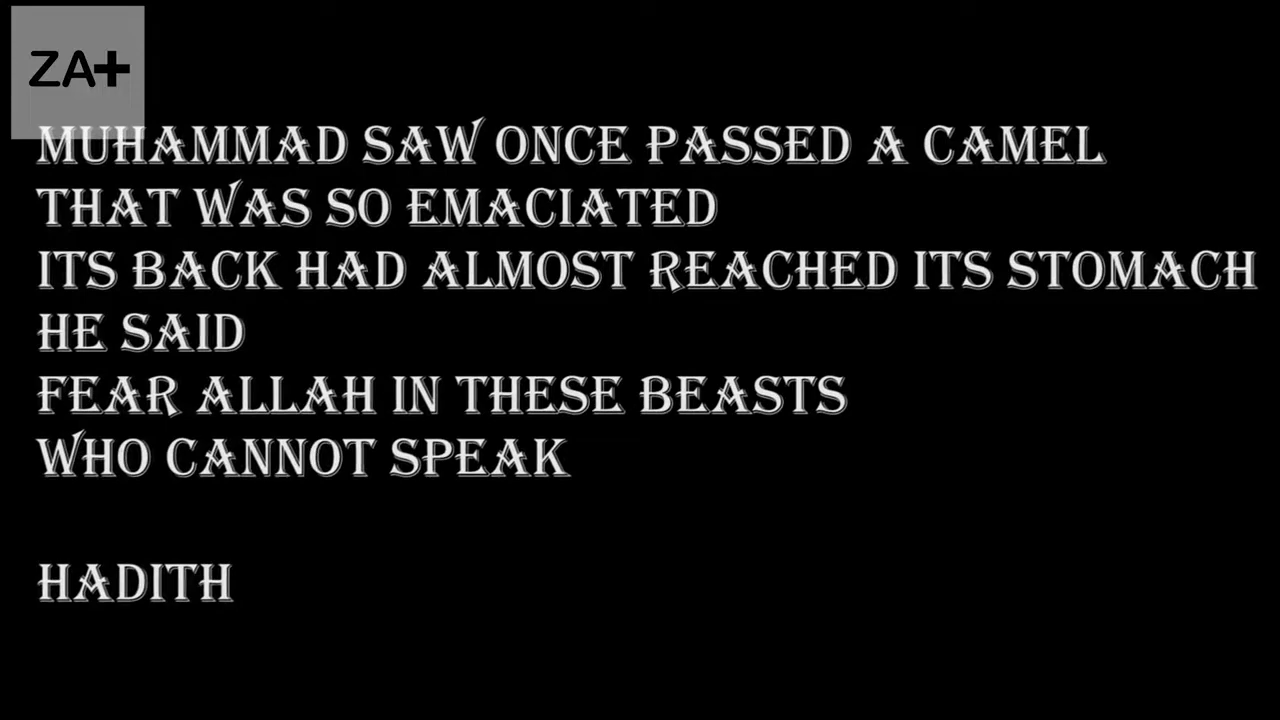 ZA+
MUHAMMAD SAW ONCE PASSED A CAMEL
THAT WAS SO EMACIATED
ITS BACK HAD ALMOST REACHED ITS STOMACH
HE SAID
FEAR ALLAH IN THESE BEASTS
WHO CANNOT SPEAK
HADITH